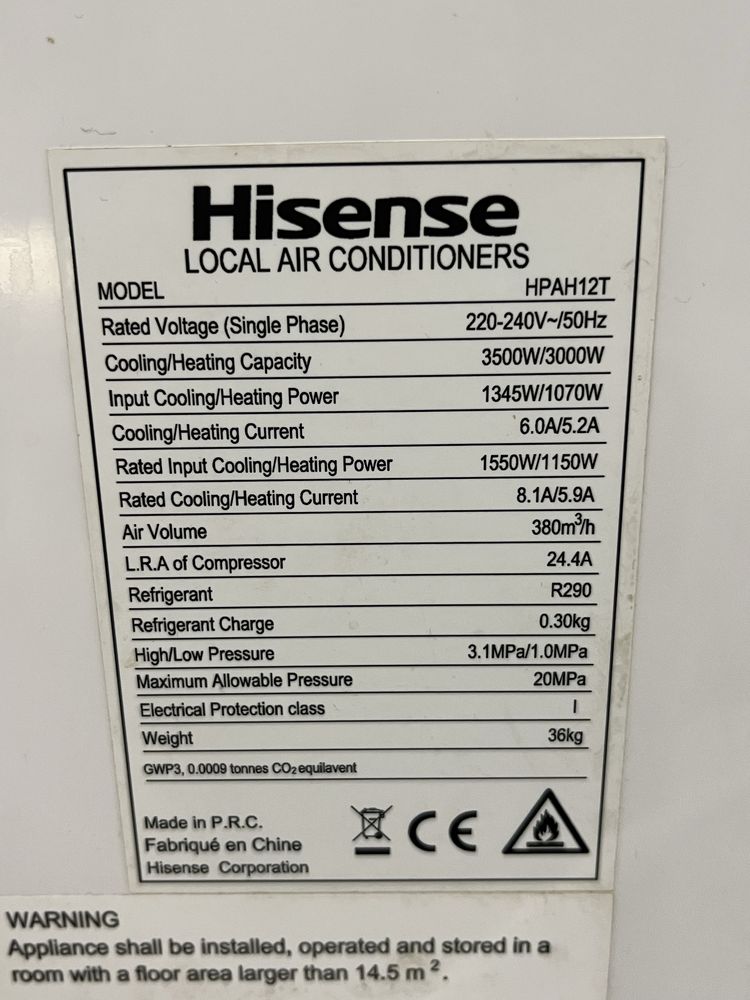 Hisense
LOCAL AIR CONDITIONERS
MODEL HPAH12T
Rated Voltage (Single Phase) 220-240V~/50Hz
Cooling/Heating Capacity 3500W/3000W
Input Cooling/Heating Power 1345W/1070W
Cooling/Heating Current 6.0A/5.2A
Rated Input Cooling/Heating Power 1550W/1150W
Rated Cooling/Heating Current 8.1A/5.9A
Air Volume 380m³/h
L.R.A of Compressor 24.4A
Refrigerant R290
Refrigerant Charge 0.30kg
High/Low Pressure 3.1MPa/1.0MPa
Maximum Allowable Pressure 20MPa
Electrical Protection class I
Weight 36kg
GWP3, 0.0009 tonnes CO₂ equilavent
Made in P.R.C.
Fabriqué en Chine
Hisense Corporation
CE
WARNING
Appliance shall be installed, operated and stored in a
room with a floor area larger than 14.5 m².